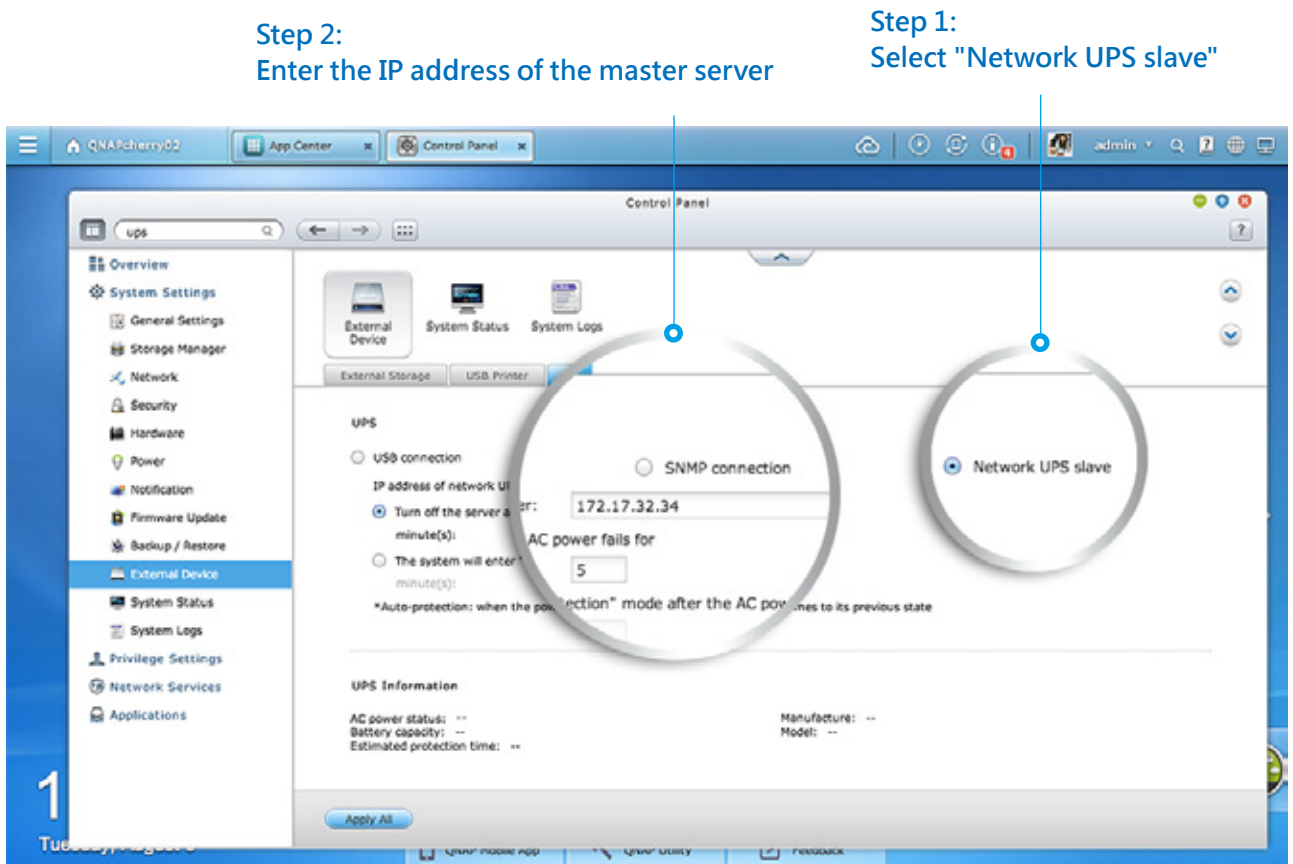 Step 2:
Enter the IP address of the master server
Step 1:
Select "Network UPS slave"
QNAPcherry02
App Center
Control Panel
4
admin
Control Panel
ups
Overview
System Settings
General Settings
Storage Manager
Network
Security
Hardware
Power
Notification
Firmware Update
Backup / Restore
External Device
System Status
System Logs
Privilege Settings
Network Services
Applications
External Device
System Status
System Logs
External Storage
USB Printer
UPS
USB connection
SNMP connection
Network UPS slave
IP address of network
172.17.32.34
Turn off the server
AC power fails for
minute(s):
5
The system will enter
minute(s):
ection" mode after the AC
*Auto-protection: when the
to its previous state
UPS Information
AC power status: --
Manufacture: --
Battery capacity: --
Model: --
Estimated protection time: --
Apply All
1
QNAP Mobile App
QNAP Utility
Feedback